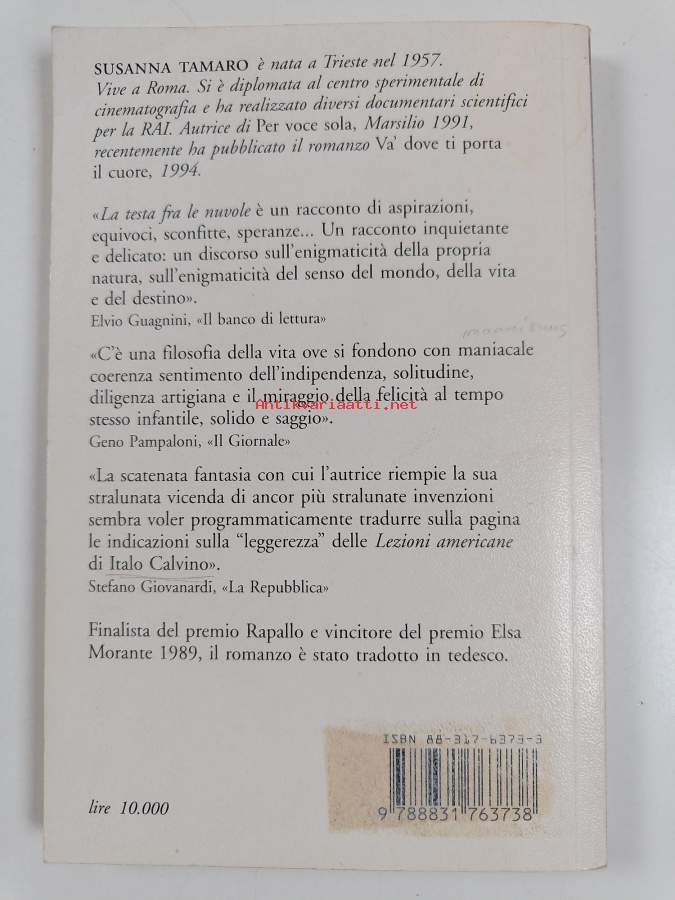 SUSANNA TAMARO è nata a Trieste nel 1957.
Vive a Roma. Si è diplomata al centro sperimentale di
cinematografia e ha realizzato diversi documentari scientifici
per la RAI. Autrice di Per voce sola, Marsilio 1991,
recentemente ha pubblicato il romanzo Va' dove ti porta
il cuore, 1994.
«La testa fra le nuvole è un racconto di aspirazioni,
equivoci, sconfitte, speranze... Un racconto inquietante
e delicato: un discorso sull'enigmaticità della propria
natura, sull'enigmaticità del senso del mondo, della vita
e del destino».
Elvio Guagnini, «Il banco di lettura»
«C'è una filosofia della vita ove si fondono con maniacale
coerenza sentimento dell'indipendenza, solitudine,
diligenza artigiana e il miraggio della felicità al tempo
Antikvariaatti.net
stesso infantile, solido e saggio».
Geno Pampaloni, «Il Giornale»
«La scatenata fantasia con cui l'autrice riempie la sua
stralunata vicenda di ancor più stralunate invenzioni
sembra voler programmaticamente tradurre sulla pagina
le indicazioni sulla "leggerezza" delle Lezioni americane
di Italo Calvino».
Stefano Giovanardi, «La Repubblica»
Finalista del premio Rapallo e vincitore del premio Elsa
Morante 1989, il romanzo è stato tradotto in tedesco.
ISBN 88-317-6373-3
9 788831 763738
lire 10.000